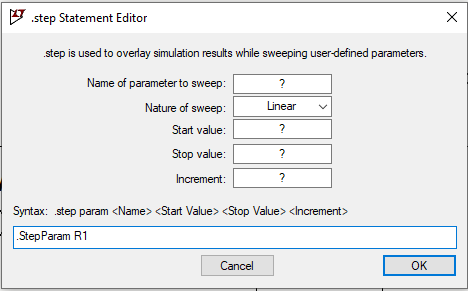 .step Statement Editor
.step is used to overlay simulation results while sweeping user-defined parameters.
Name of parameter to sweep: ?
Nature of sweep: Linear
Start value: ?
Stop value: ?
Increment: ?
Syntax: .step param <Name> <Start Value> <Stop Value> <Increment>
.StepParam R1
Cancel OK